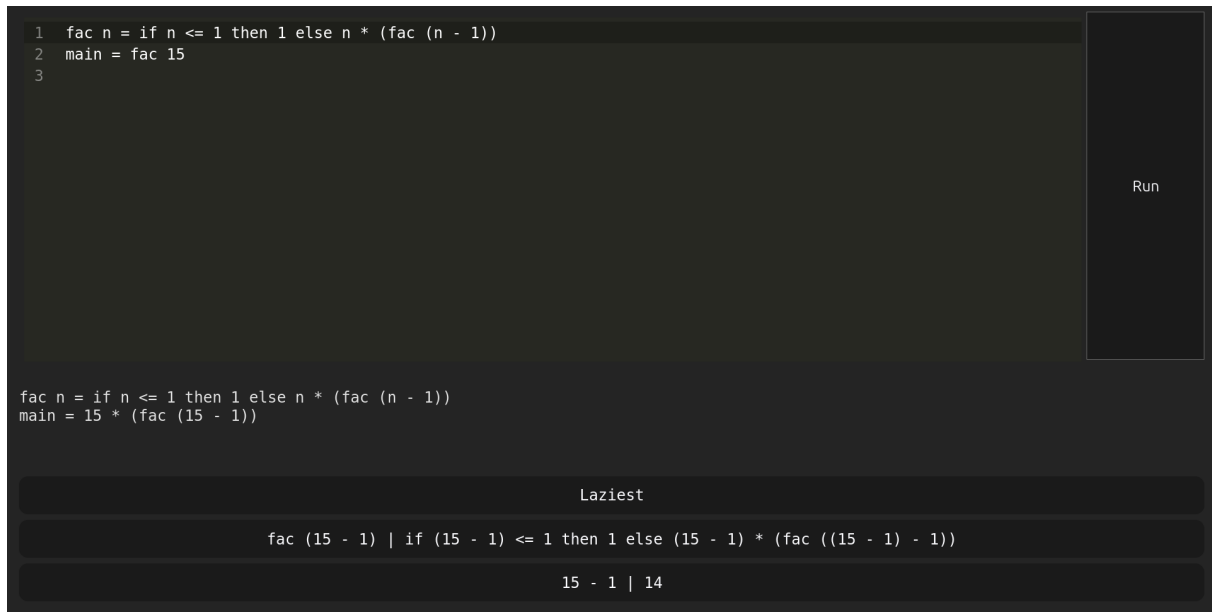 1 fac n = if n <= 1 then 1 else n * (fac (n - 1))
2 main = fac 15
3
Run
fac n = if n <= 1 then 1 else n * (fac (n - 1))
main = 15 * (fac (15 - 1))
Laziest
fac (15 - 1) | if (15 - 1) <= 1 then 1 else (15 - 1) * (fac ((15 - 1) - 1))
15 - 1 | 14